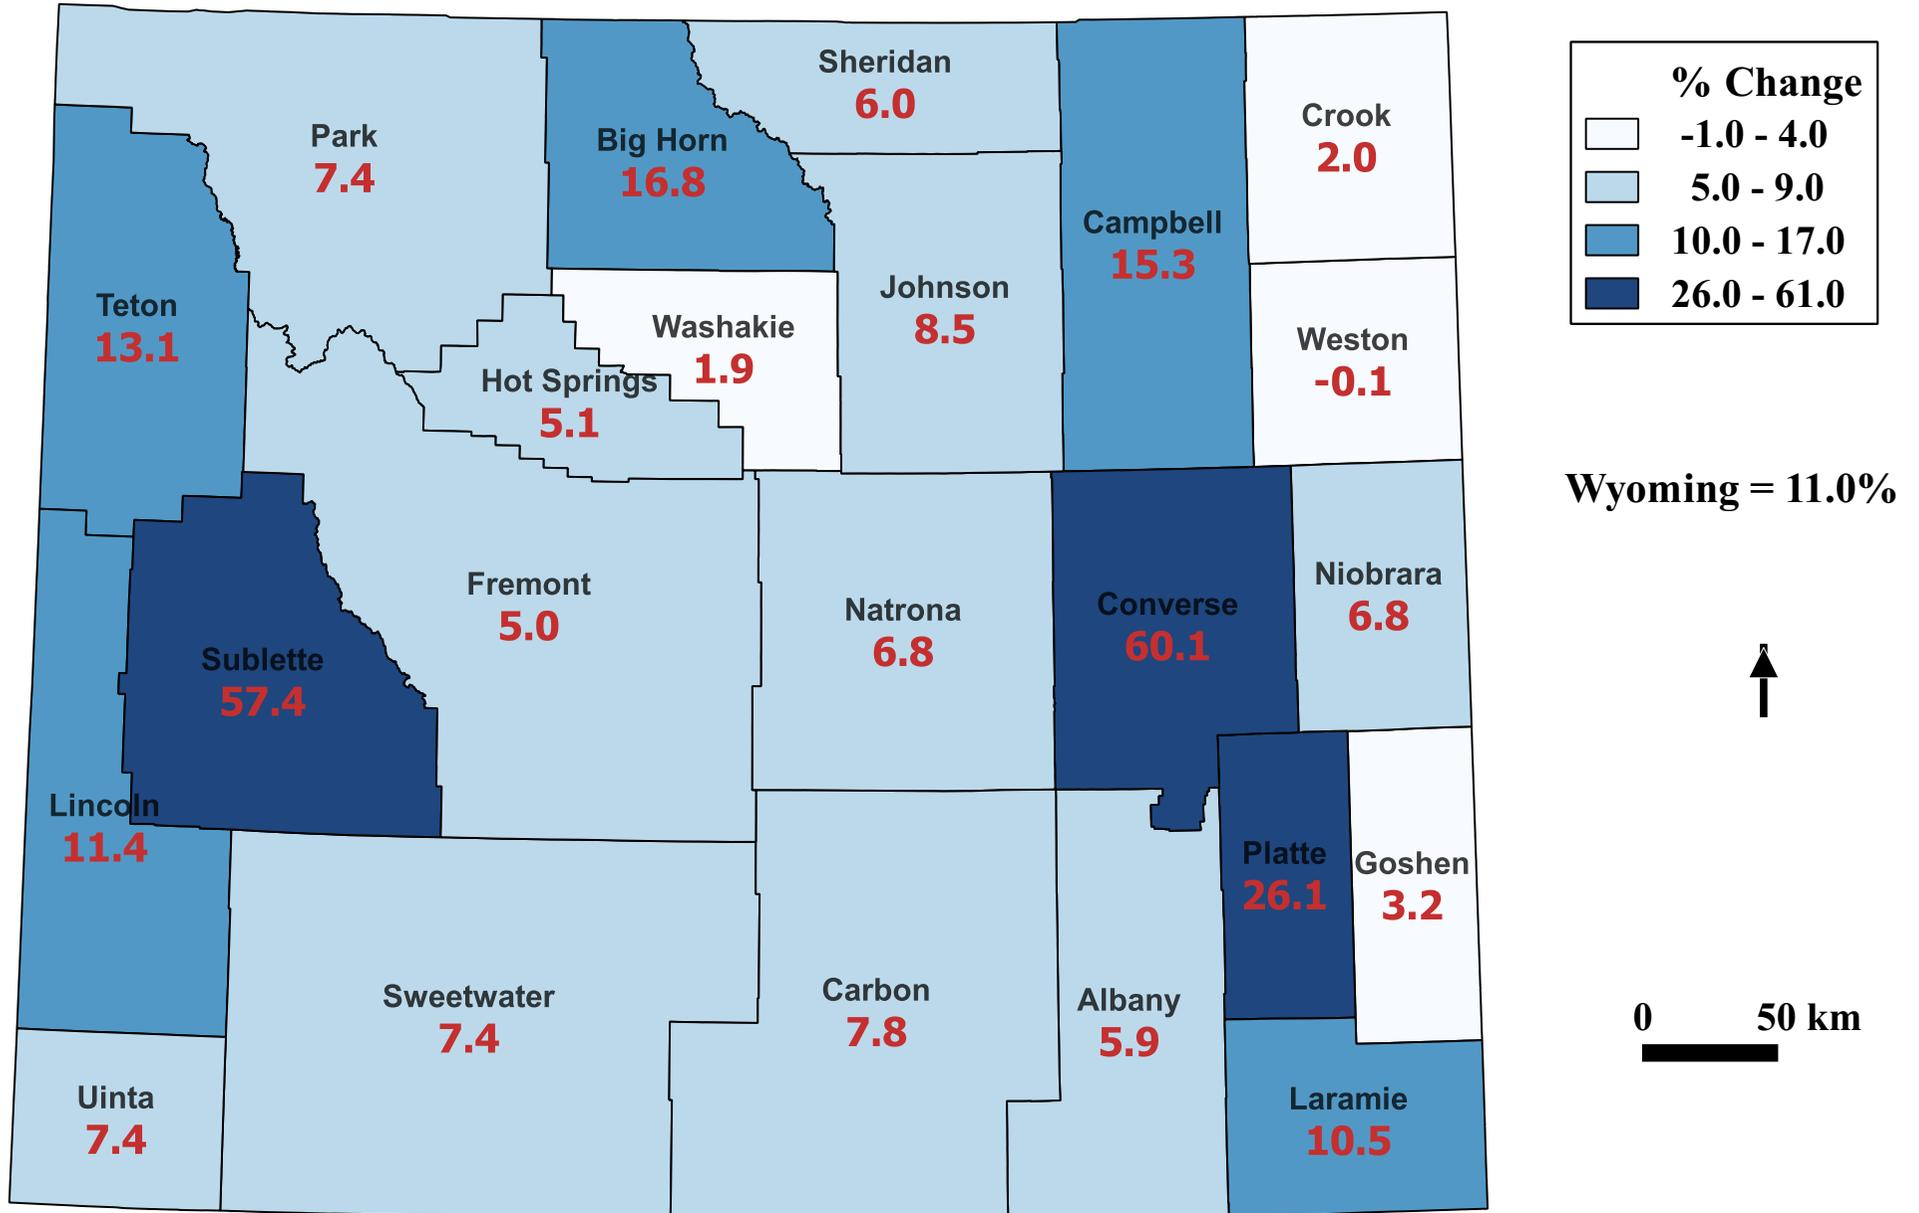 Sheridan
6.0
Crook
2.0
Park
7.4
Big Horn
16.8
Campbell
15.3
Teton
13.1
Johnson
8.5
Washakie
1.9
Weston
-0.1
Hot Springs
5.1
Fremont
5.0
Natrona
6.8
Converse
60.1
Niobrara
6.8
Sublette
57.4
Lincoln
11.4
Platte
26.1
Goshen
3.2
Sweetwater
7.4
Carbon
7.8
Albany
5.9
Uinta
7.4
Laramie
10.5
% Change
-1.0 - 4.0
5.0 - 9.0
10.0 - 17.0
26.0 - 61.0
Wyoming = 11.0%
0 50 km